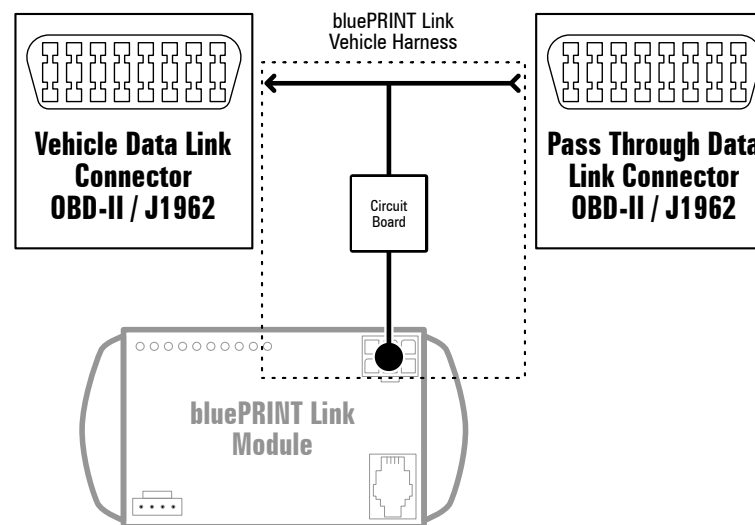 bluePRINT Link
Vehicle Harness
Vehicle Data Link
Connector
OBD-II / J1962
Pass Through Data
Link Connector
OBD-II / J1962
Circuit
Board
bluePRINT Link
Module